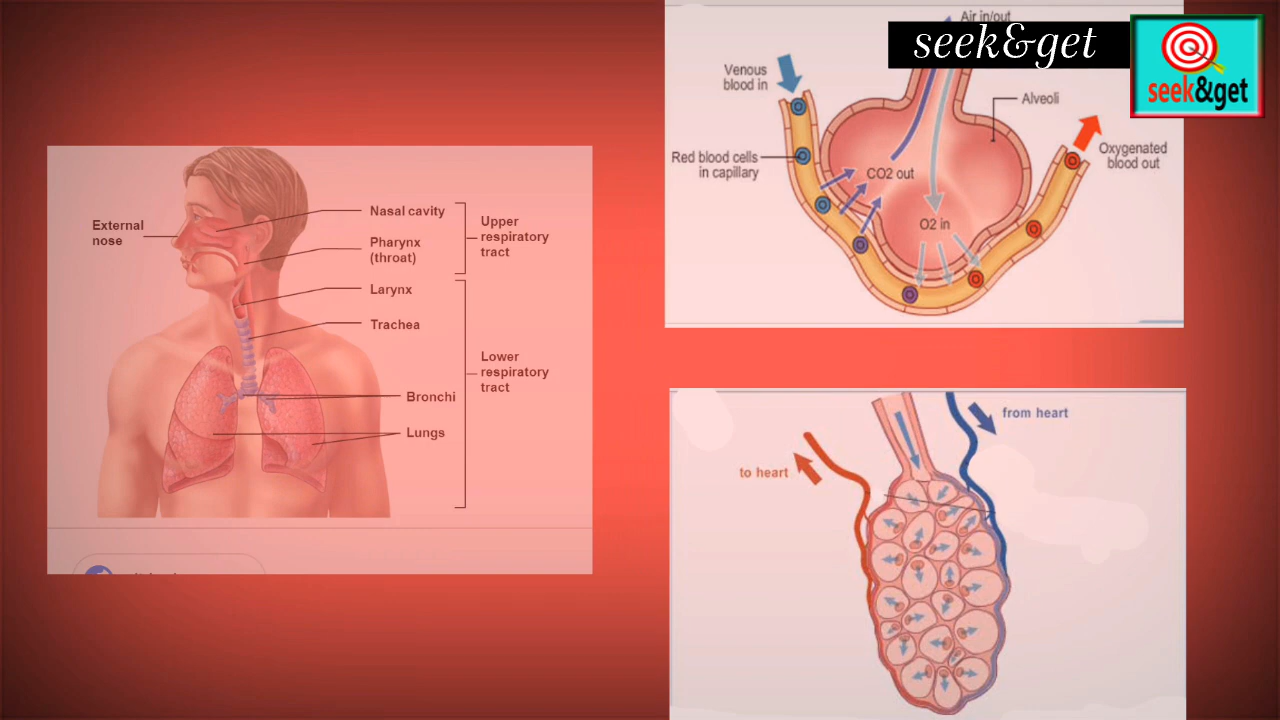 External
nose
Nasal cavity
Pharynx
(throat)
Larynx
Trachea
Bronchi
Lungs
Upper
respiratory
tract
Lower
respiratory
tract
Air in/out
seek&get
seek&get
Venous
blood in
Alveoli
Red blood cells
in capillary
CO2 out
O2 in
Oxygenated
blood out
from heart
to heart